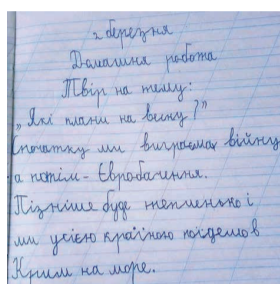 2 березня
Домашня робота
Твір на тему:
„Які плани на весну?”
Спочатку ми виграємо війну
а потім - Євробачення.
Пізніше буде тепленько і
ми усією країною поїдемо в
Крим на море.